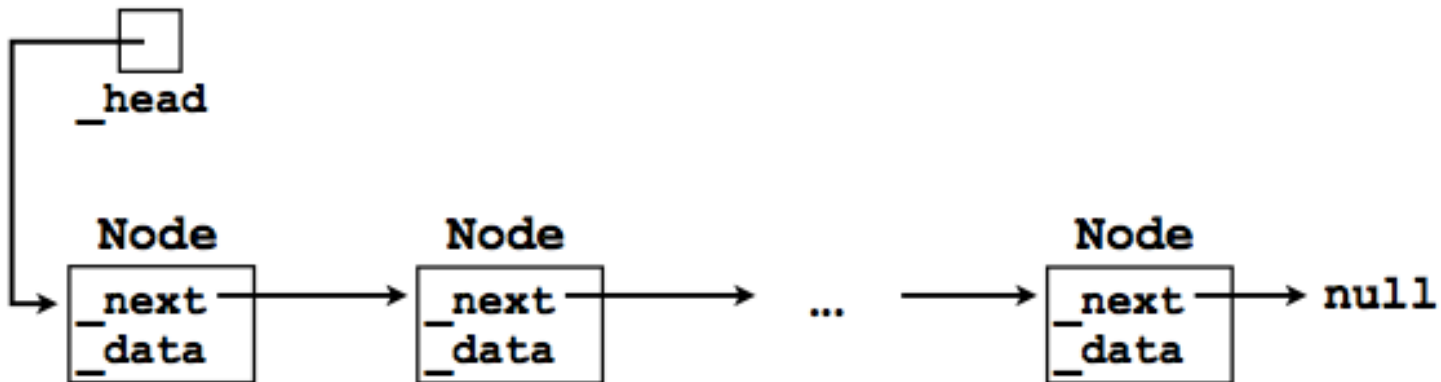 _head
Node Node Node
_next _next ... _next null
_data _data _data